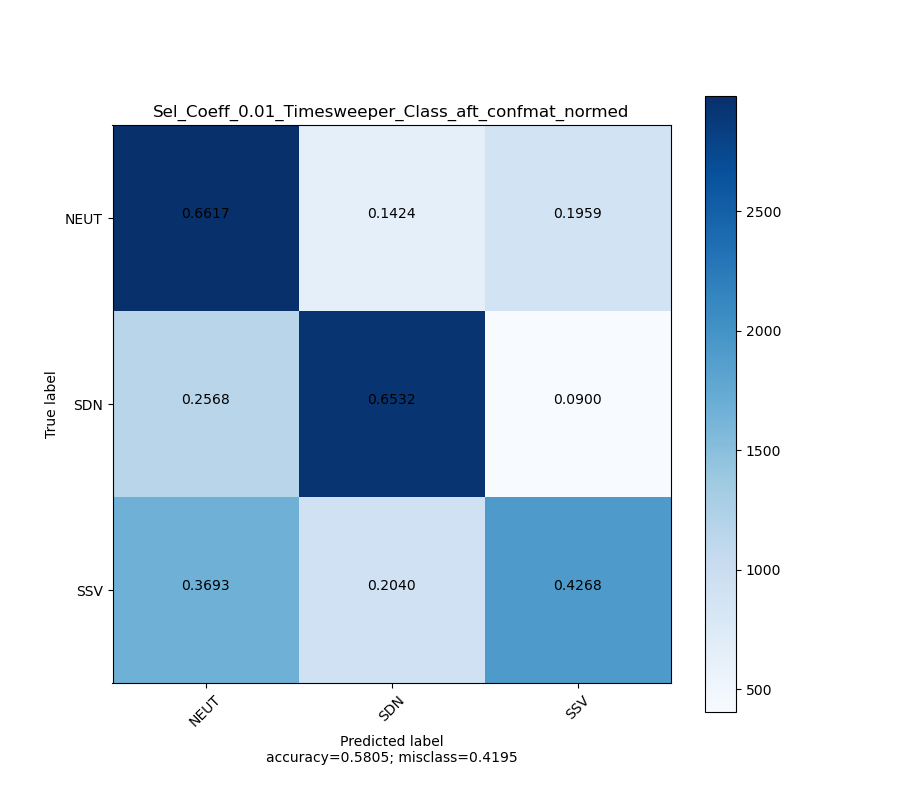 Sel_Coeff_0.01_Timesweeper_Class_aft_confmat_normed
NEUT 0.6617 0.1424 0.1959
SDN 0.2568 0.6532 0.0900
SSV 0.3693 0.2040 0.4268
True label
NEUT SDN SSV
Predicted label
accuracy=0.5805; misclass=0.4195
2500
2000
1500
1000
500